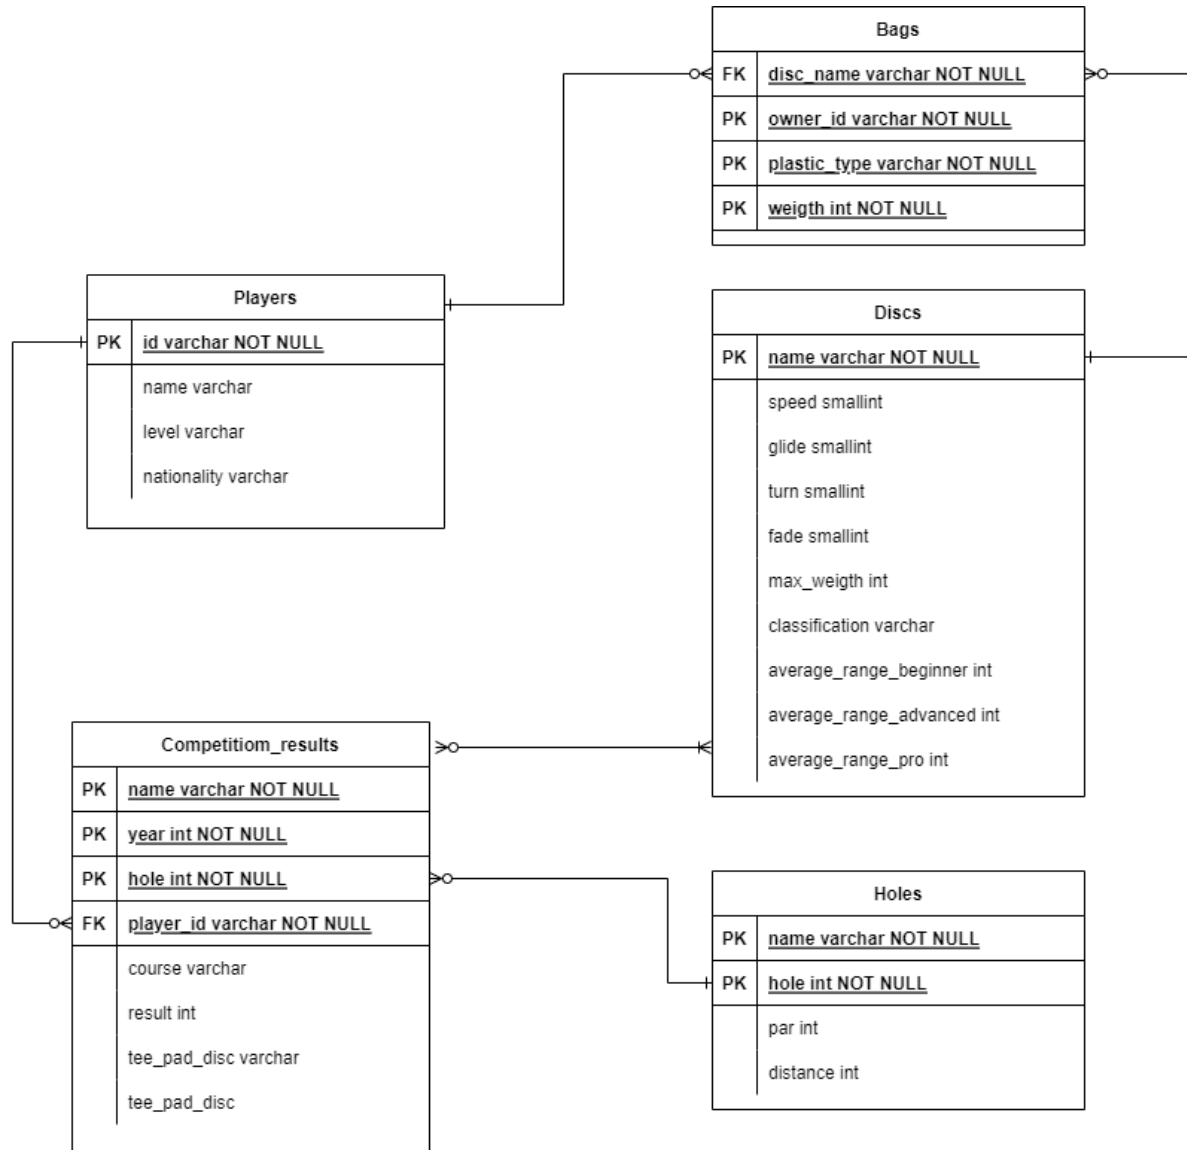 Bags
FK disc_name varchar NOT NULL
PK owner_id varchar NOT NULL
PK plastic_type varchar NOT NULL
PK weigth int NOT NULL
Players
PK id varchar NOT NULL
name varchar
level varchar
nationality varchar
Discs
PK name varchar NOT NULL
speed smallint
glide smallint
turn smallint
fade smallint
max_weigth int
classification varchar
average_range_beginner int
average_range_advanced int
average_range_pro int
Competitiom_results
PK name varchar NOT NULL
PK year int NOT NULL
PK hole int NOT NULL
FK player_id varchar NOT NULL
course varchar
result int
tee_pad_disc varchar
tee_pad_disc
Holes
PK name varchar NOT NULL
PK hole int NOT NULL
par int
distance int